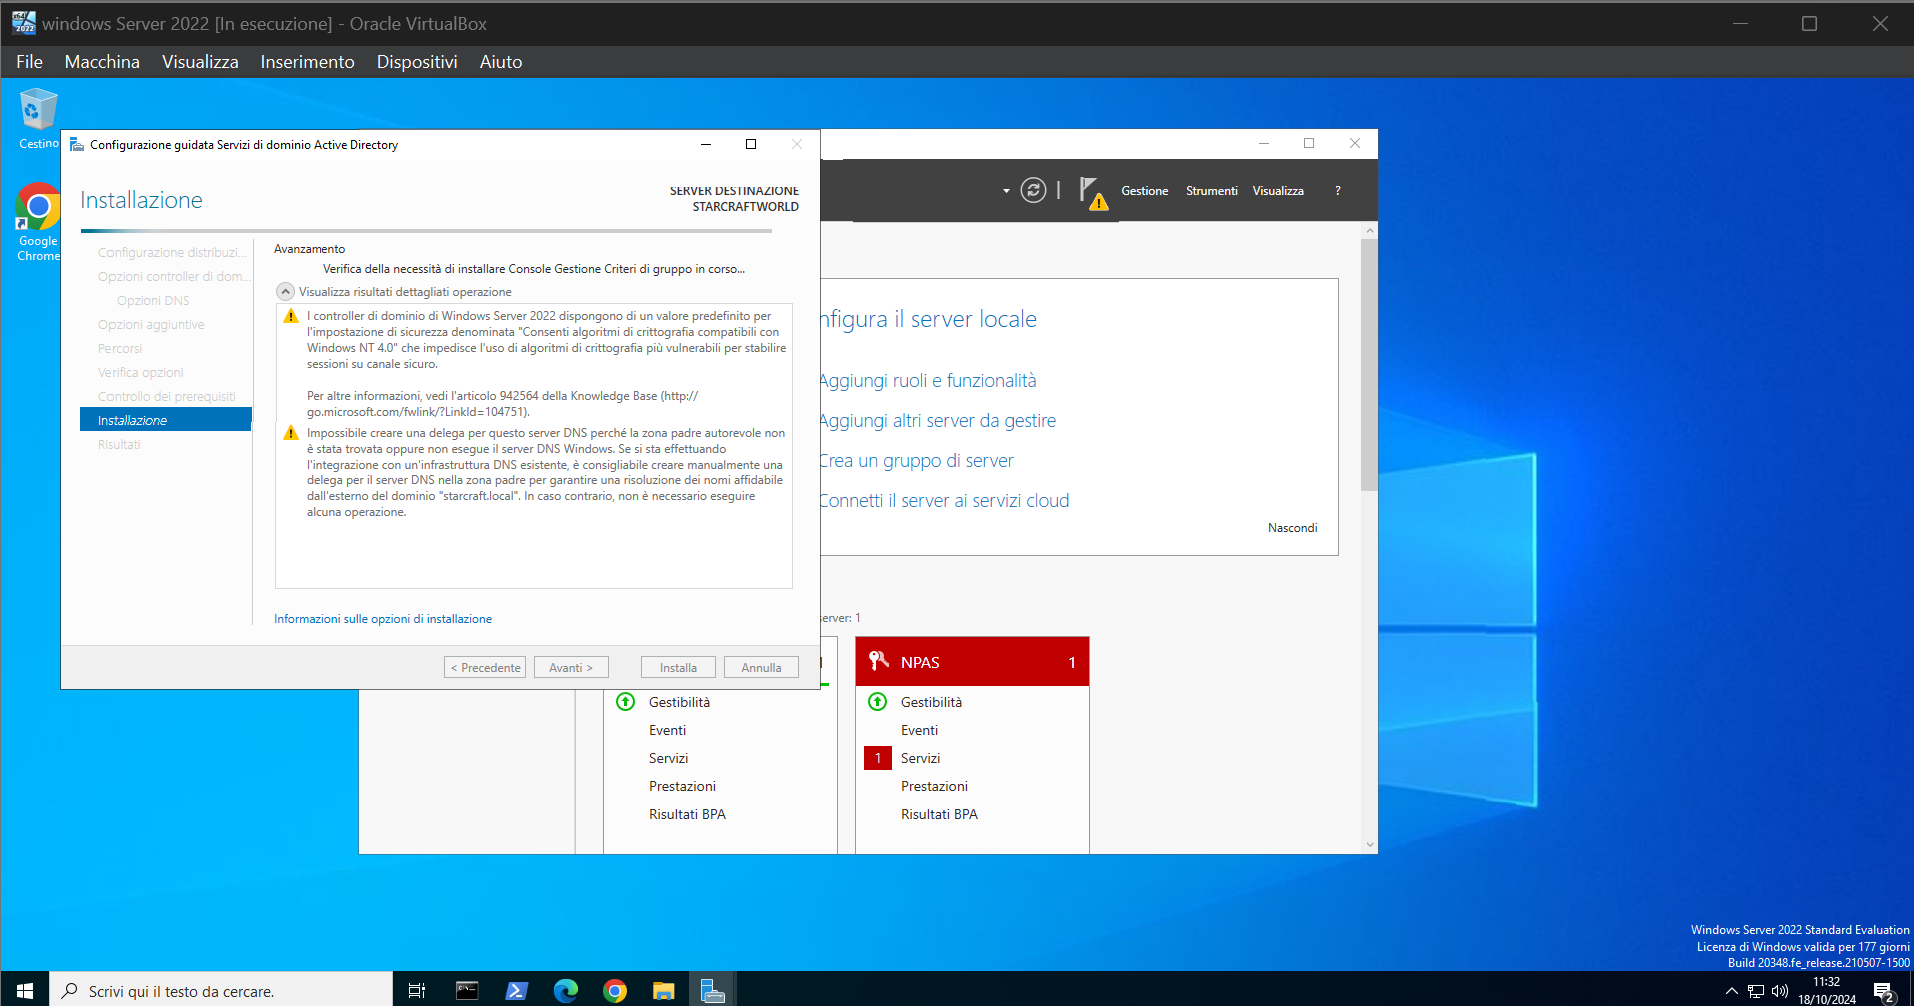 windows Server 2022 [In esecuzione] - Oracle VirtualBox
File Macchina Visualizza Inserimento Dispositivi Aiuto
Cestino
Google
Chrome
Configurazione guidata Servizi di dominio Active Directory
Installazione
SERVER DESTINAZIONE
STARCRAFTWORLD
Configurazione distribuzi...
Opzioni controller di dom...
Opzioni DNS
Opzioni aggiuntive
Percorsi
Verifica opzioni
Controllo dei prerequisiti
Installazione
Risultati
Avanzamento
Verifica della necessità di installare Console Gestione Criteri di gruppo in corso...
Visualizza risultati dettagliati operazione
I controller di dominio di Windows Server 2022 dispongono di un valore predefinito per
l'impostazione di sicurezza denominata "Consenti algoritmi di crittografia compatibili con
Windows NT 4.0" che impedisce l'uso di algoritmi di crittografia più vulnerabili per stabilire
sessioni su canale sicuro.
Per altre informazioni, vedi l'articolo 942564 della Knowledge Base (http://
go.microsoft.com/fwlink/?LinkId=104751).
Impossibile creare una delega per questo server DNS perché la zona padre autorevole non
è stata trovata oppure non esegue il server DNS Windows. Se si sta effettuando
l'integrazione con un'infrastruttura DNS esistente, è consigliabile creare manualmente una
delega per il server DNS nella zona padre per garantire una risoluzione dei nomi affidabile
dall'esterno del dominio "starcraft.local". In caso contrario, non è necessario eseguire
alcuna operazione.
Informazioni sulle opzioni di installazione
< Precedente Avanti > Installa Annulla
Gestione Strumenti Visualizza ?
nfigura il server locale
Aggiungi ruoli e funzionalità
Aggiungi altri server da gestire
Crea un gruppo di server
Connetti il server ai servizi cloud
Nascondi
server: 1
Gestibilità
Eventi
Servizi
Prestazioni
Risultati BPA
NPAS 1
Gestibilità
Eventi
1 Servizi
Prestazioni
Risultati BPA
Windows Server 2022 Standard Evaluation
Licenza di Windows valida per 177 giorni
Build 20348.fe_release.210507-1500
Scrivi qui il testo da cercare.
11:32
18/10/2024
2